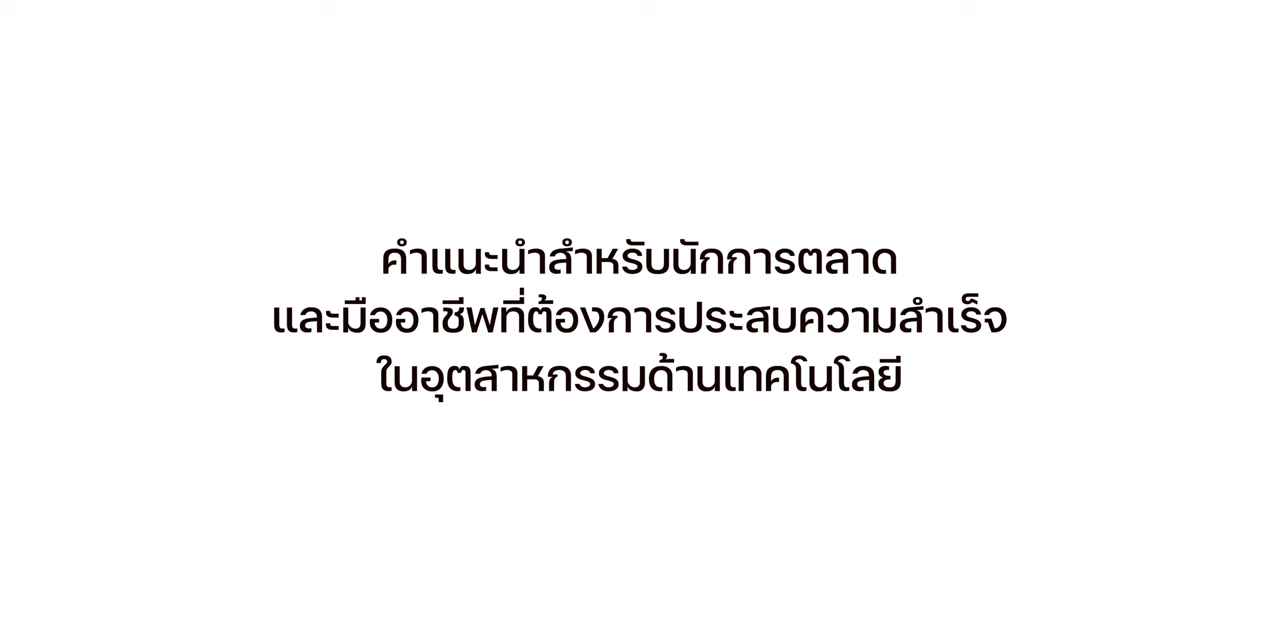 คำแนะนำสำหรับนักการตลาด
และมืออาชีพที่ต้องการประสบความสำเร็จ
ในอุตสาหกรรมด้านเทคโนโลยี